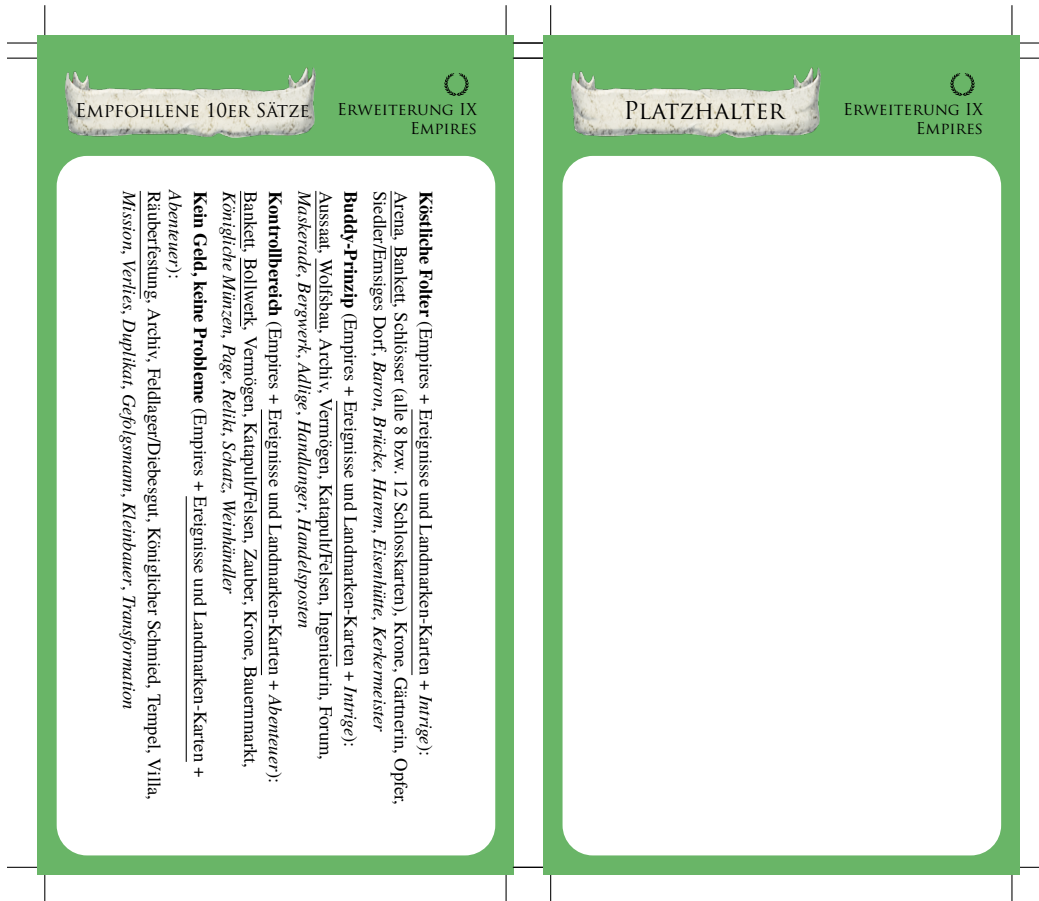 EMPFOHLENE 10ER SÄTZE
ERWEITERUNG IX
EMPIRES
Köstliche Folter (Empires + Ereignisse und Landmarken-Karten + Intrige):
Arena, Bankett, Schlösser (alle 8 bzw. 12 Schlosskarten), Krone, Gärtnerin, Opfer,
Siedler/Emsiges Dorf, Baron, Brücke, Harem, Eisenhütte, Kerkermeister
Buddy-Prinzip (Empires + Ereignisse und Landmarken-Karten + Intrige):
Aussaat, Wolfsbau, Archiv, Vermögen, Katapult/Felsen, Ingenieurin, Forum,
Maskerade, Bergwerk, Adlige, Handlanger, Handelsposten
Kontrollbereich (Empires + Ereignisse und Landmarken-Karten + Abenteuer):
Bankett, Bollwerk, Vermögen, Katapult/Felsen, Zauber, Krone, Bauernmarkt,
Königliche Münzen, Page, Relikt, Schatz, Weinhändler
Kein Geld, keine Probleme (Empires + Ereignisse und Landmarken-Karten +
Abenteuer):
Räuberfestung, Archiv, Feldlager/Diebesgut, Königlicher Schmied, Tempel, Villa,
Mission, Verlies, Duplikat, Gefolgsmann, Kleinbauer, Transformation
PLATZHALTER
ERWEITERUNG IX
EMPIRES